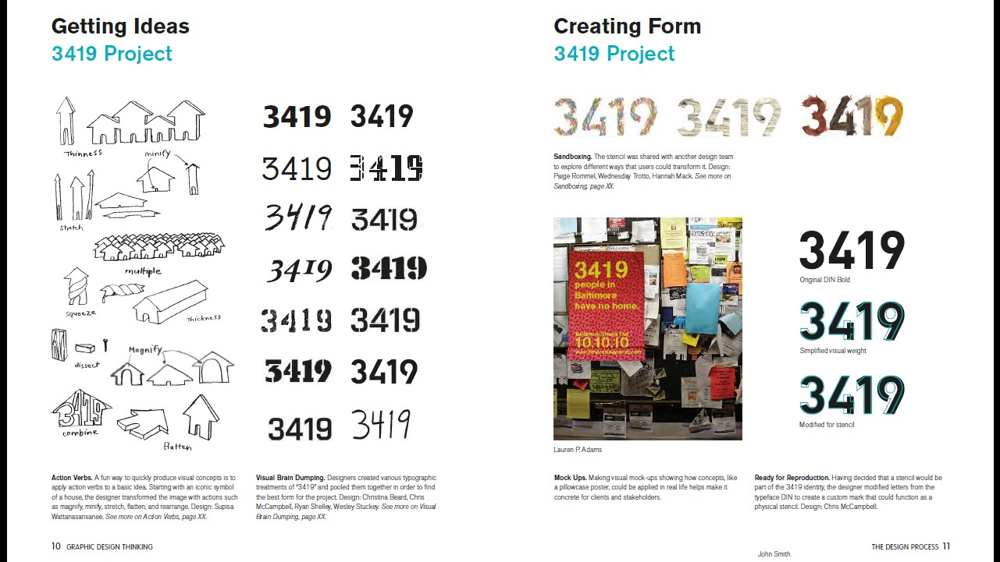 Getting Ideas
3419 Project
Thinness
minify
stretch
multiple
squeeze
Thickness
dissect
Magnify
3419
combine
flatten
3419 3419
3419 3419
3419 3419
3419 3419
3419 3419
3419 3419
3419 3419
Action Verbs. A fun way to quickly produce visual concepts is to
apply action verbs to a basic idea. Starting with an iconic symbol
of a house, the designer transformed the image with actions such
as magnify, minify, stretch, flatten, and rearrange. Design: Supisa
Wattanasansanee. See more on Action Verbs, page XX.
Visual Brain Dumping. Designers created various typographic
treatments of “3419” and pooled them together in order to find
the best form for the project. Design: Christina Beard, Chris
McCampbell, Ryan Shelley, Wesley Stuckey. See more on Visual
Brain Dumping, page XX.
10 GRAPHIC DESIGN THINKING
Creating Form
3419 Project
3419 3419 3419
Sandboxing. The stencil was shared with another design team
to explore different ways that users could transform it. Design:
Paige Rommel, Wednesday Trotto, Hannah Mack. See more on
Sandboxing, page XX.
3419
people in
Baltimore
have no home.
Baltimore Sleeps Out
10.10.10
Lauren P. Adams
3419
Original DIN Bold
3419
Simplified visual weight
3419
Modified for stencil
Mock Ups. Making visual mock-ups showing how concepts, like
a pillowcase poster, could be applied in real life helps make it
concrete for clients and stakeholders.
Ready for Reproduction. Having decided that a stencil would be
part of the 3419 identity, the designer modified letters from the
typeface DIN to create a custom mark that could function as a
physical stencil. Design: Chris McCampbell.
THE DESIGN PROCESS 11
John Smith